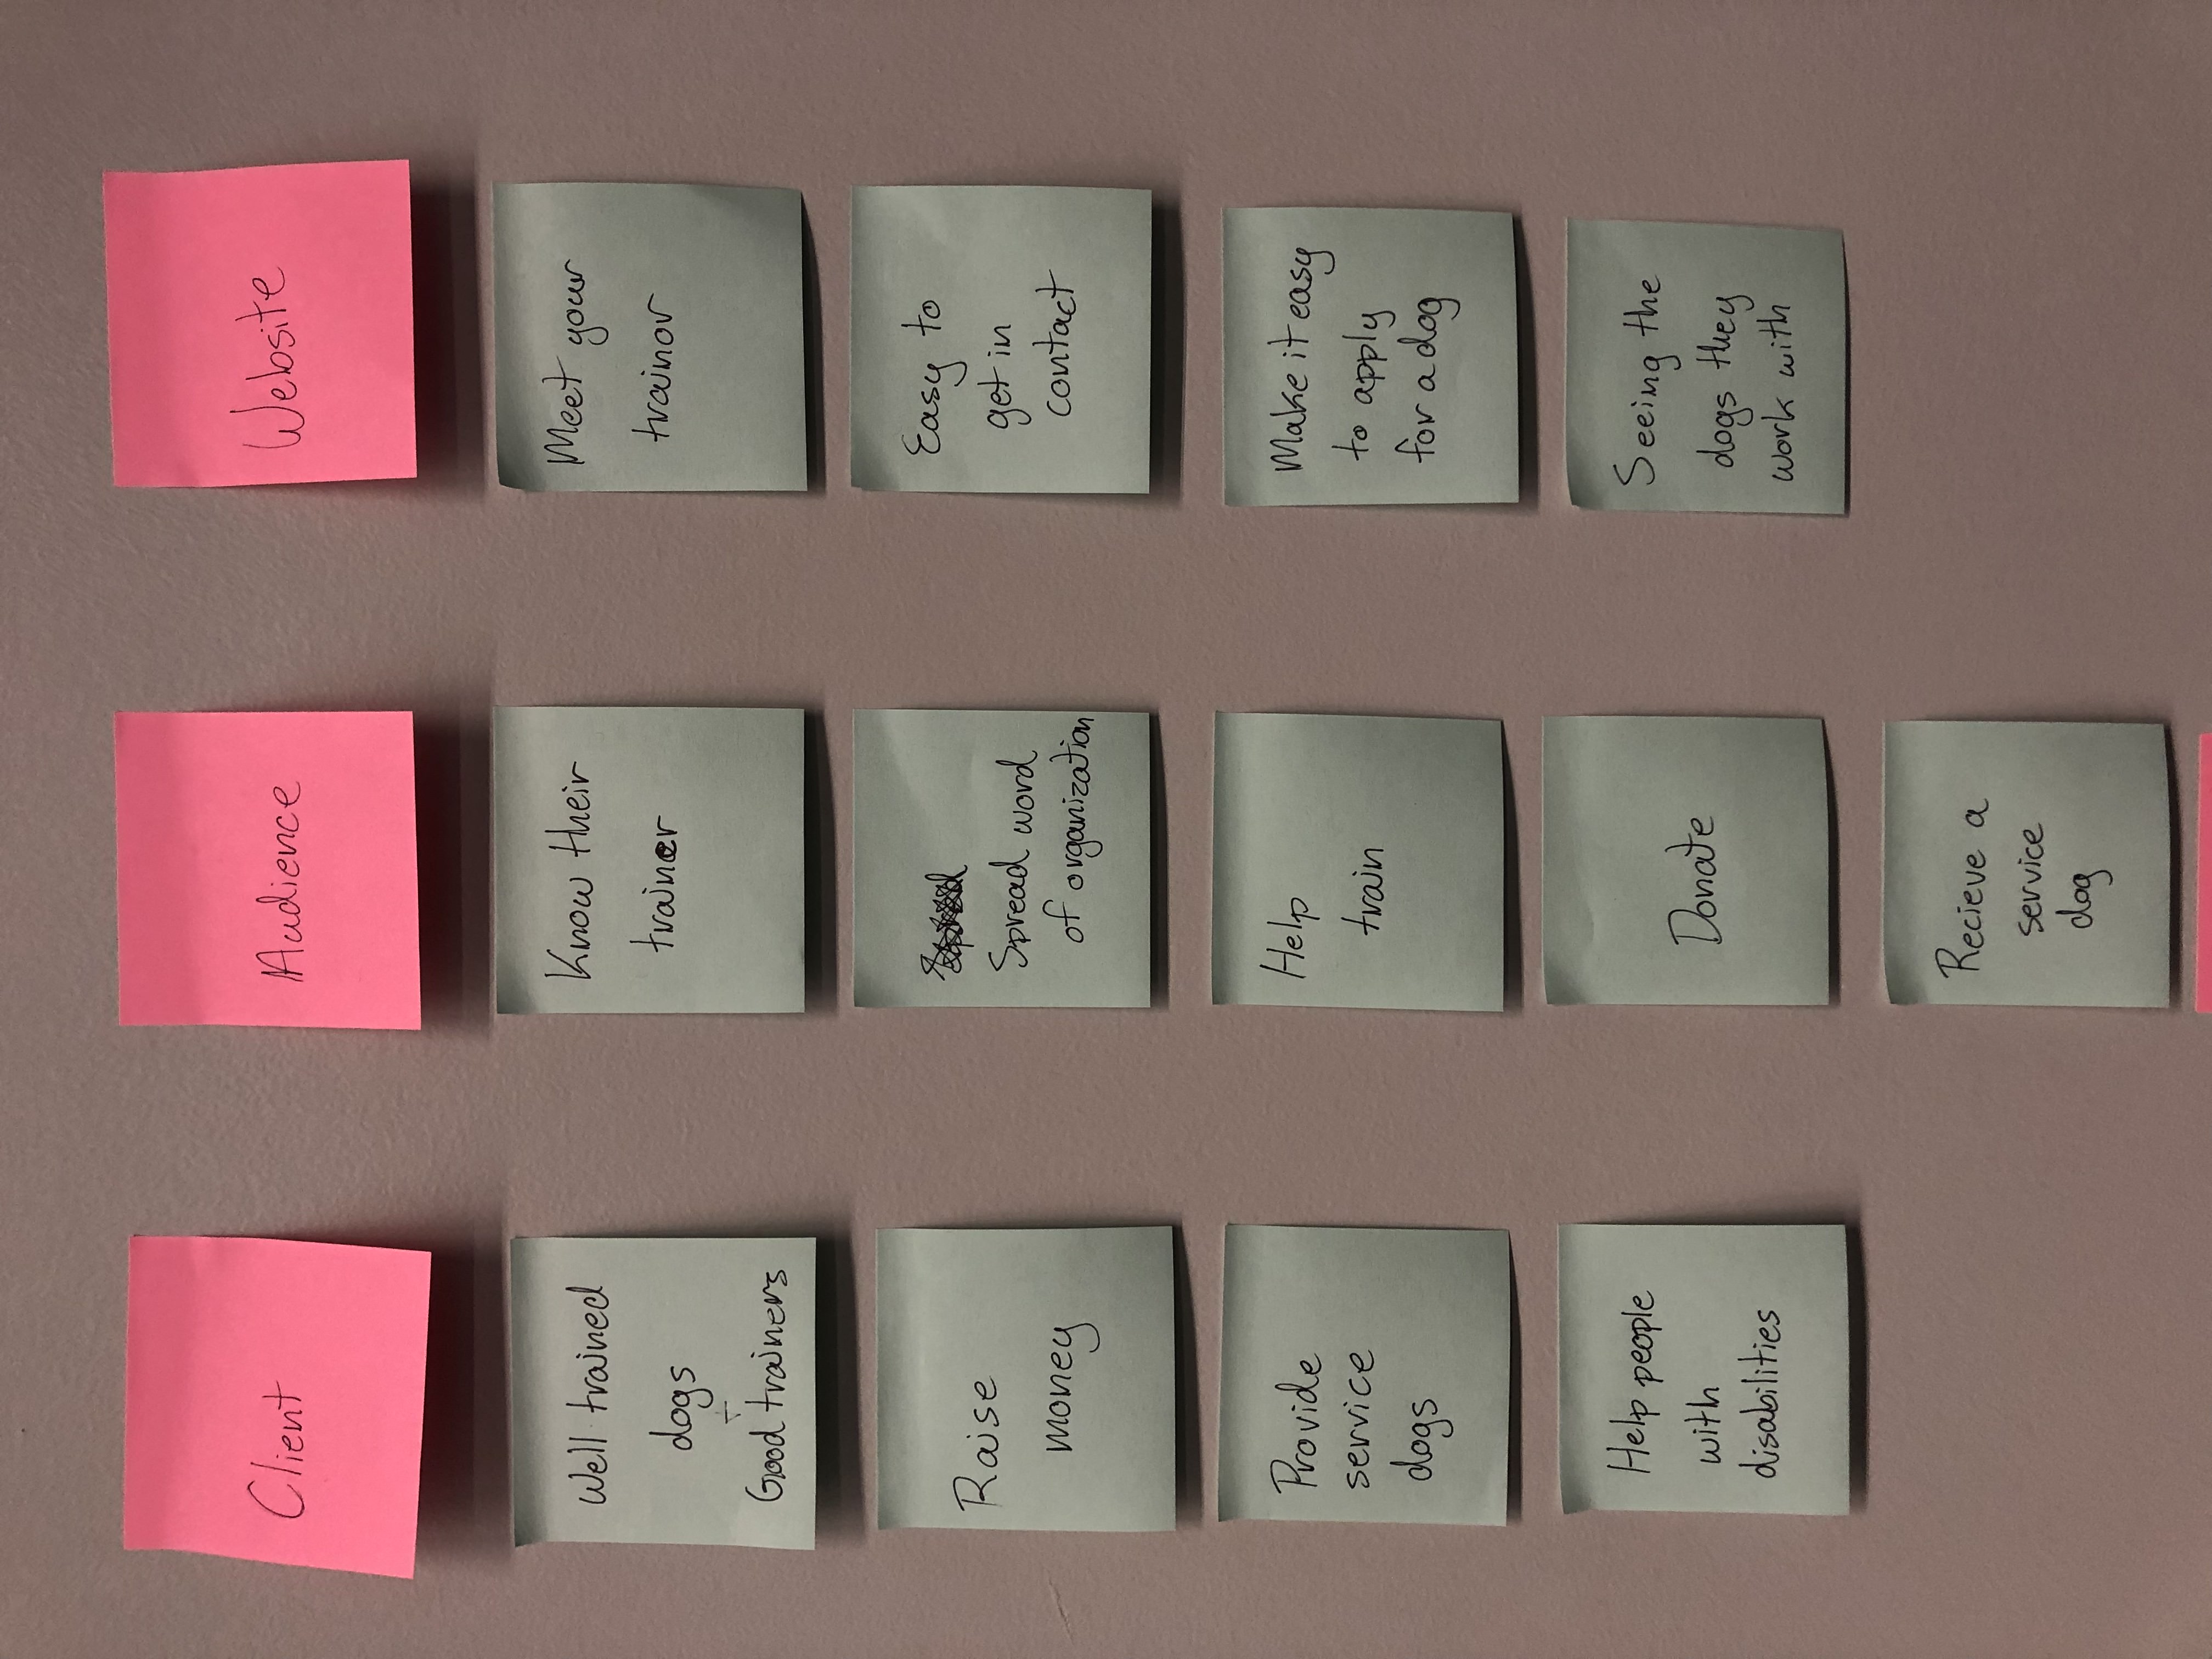 Client
Well trained
dogs
+
Good trainers
Raise
money
Provide
service
dogs
Help people
with
disabilities
Audience
Know their
trainer
Spread word
of organization
Help
train
Donate
Recieve a
service
dog
Website
Meet your
trainor
Easy to
get in
contact
Make it easy
to apply
for a dog
Seeing the
dogs they
work with